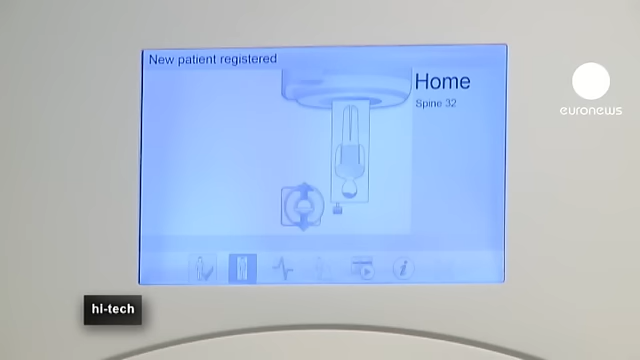 New patient registered
Home
Spine 32
euronews
hi-tech